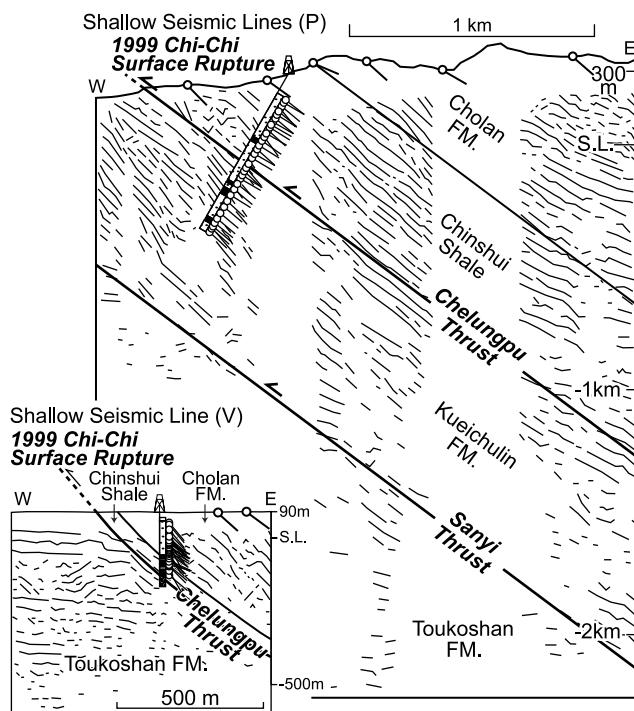 Shallow Seismic Lines (P)
1999 Chi-Chi
Surface Rupture
1 km
W
E
300
m
S.L.
Cholan
FM.
Chinshui
Shale
Chelungpu
Thrust
-1km
Kueichulin
FM.
Sanyi
Thrust
-2km
Toukoshan
FM.
Shallow Seismic Line (V)
1999 Chi-Chi
Surface Rupture
Chinshui
Shale
Cholan
FM.
W
E
90m
S.L.
Chelungpu
Thrust
Toukoshan FM.
500 m
-500m